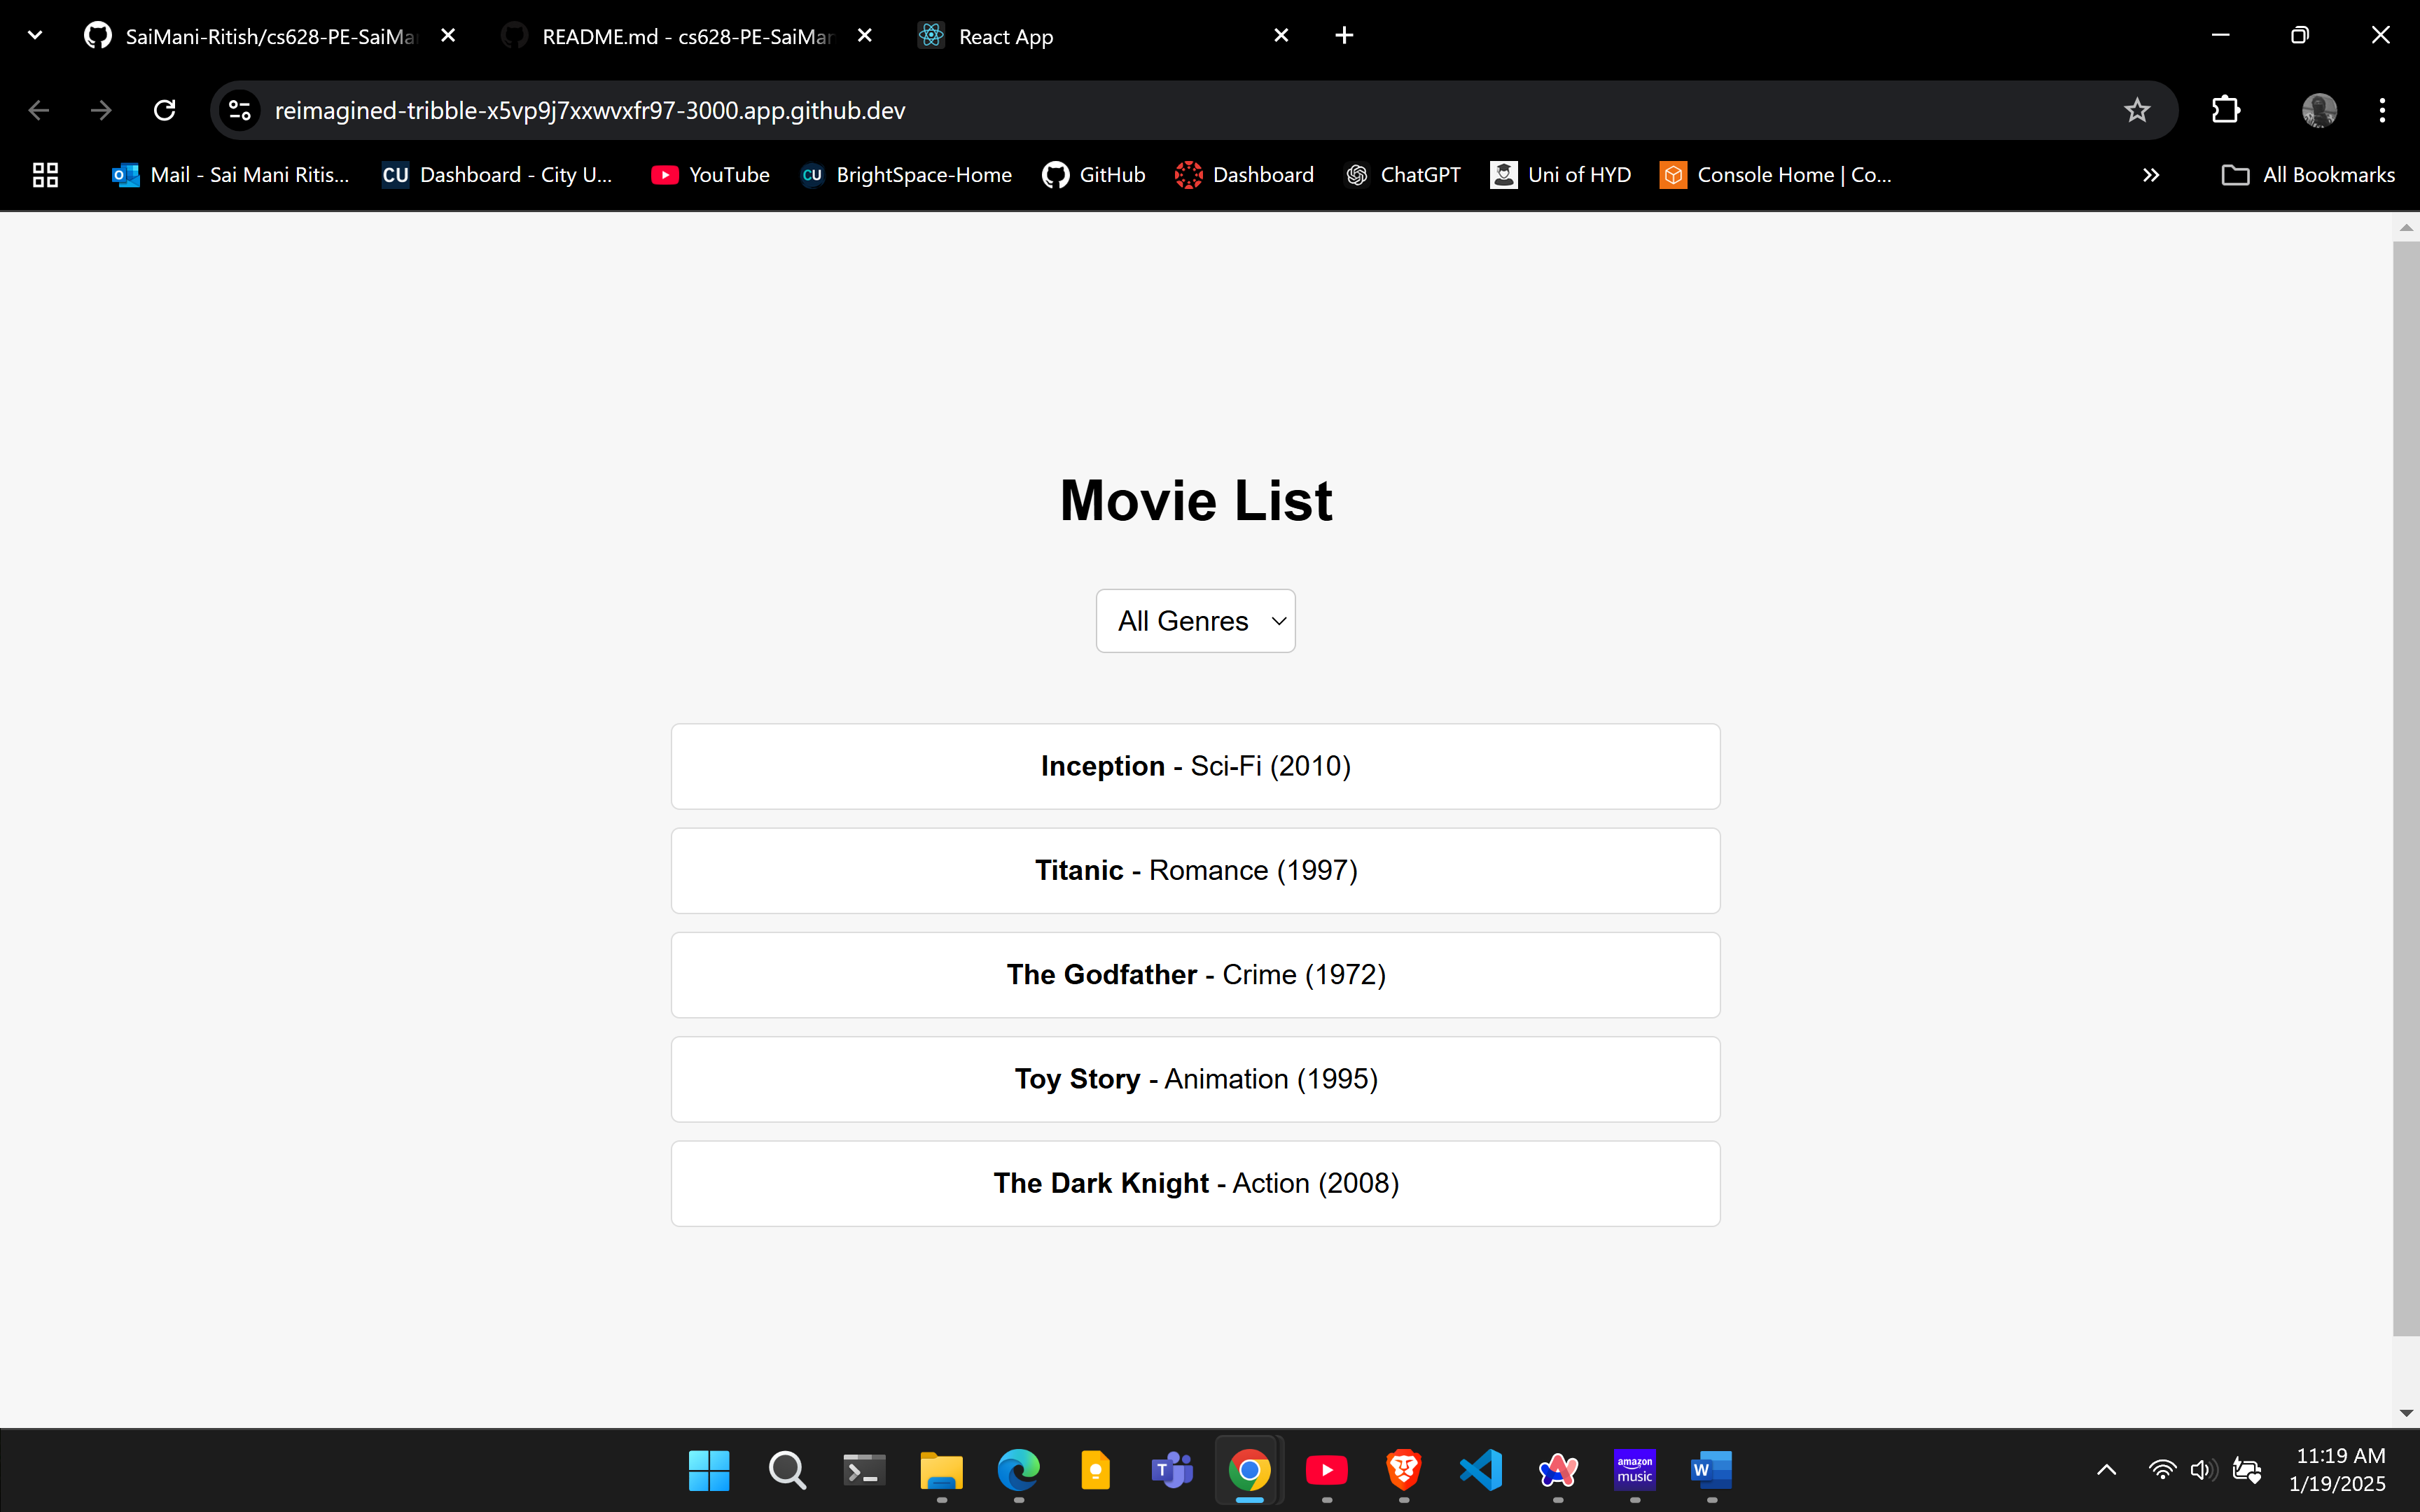 SaiMani-Ritish/cs628-PE-SaiMa
README.md - cs628-PE-SaiMan
React App
reimagined-tribble-x5vp9j7xxwvxfr97-3000.app.github.dev
Mail - Sai Mani Ritis...
CU Dashboard - City U...
YouTube
CU BrightSpace-Home
GitHub
Dashboard
ChatGPT
Uni of HYD
Console Home | Co...
All Bookmarks
Movie List
All Genres
Inception - Sci-Fi (2010)
Titanic - Romance (1997)
The Godfather - Crime (1972)
Toy Story - Animation (1995)
The Dark Knight - Action (2008)
amazon
music
11:19 AM
1/19/2025